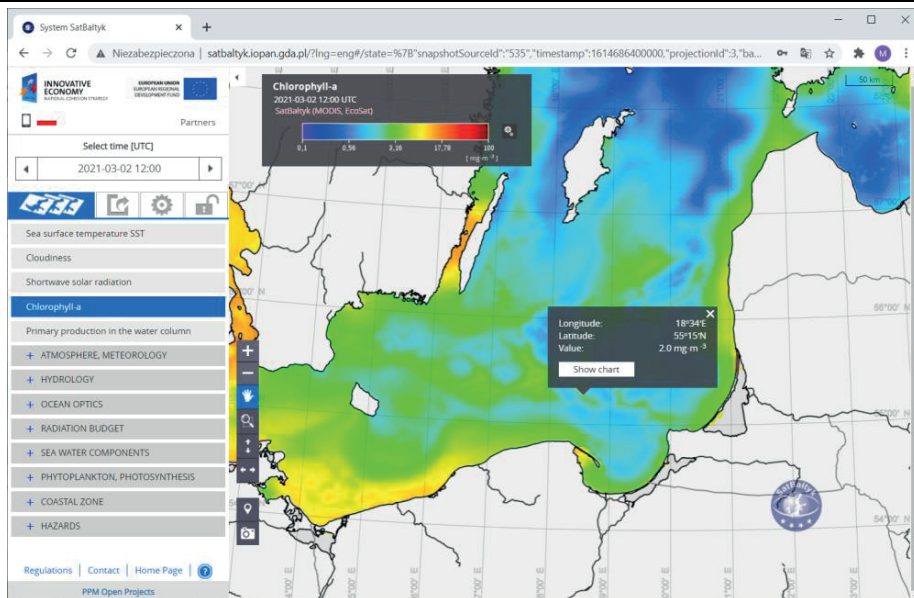 System SatBałtyk
Niezabezpieczona | satbaltyk.iopan.gda.pl/?lng=eng#/state=%7B"snapshotSourceId":"535","timestamp":1614686400000,"projectionId":3,"ba...
M
INNOVATIVE
ECONOMY
NATIONAL COHESION STRATEGY
EUROPEAN UNION
EUROPEAN REGIONAL
DEVELOPMENT FUND
Partners
Select time [UTC]
2021-03-02 12:00
Sea surface temperature SST
Cloudiness
Shortwave solar radiation
Chlorophyll-a
Primary production in the water column
+ ATMOSPHERE, METEOROLOGY
+ HYDROLOGY
+ OCEAN OPTICS
+ RADIATION BUDGET
+ SEA WATER COMPONENTS
+ PHYTOPLANKTON, PHOTOSYNTHESIS
+ COASTAL ZONE
+ HAZARDS
Regulations | Contact | Home Page | ?
PPM Open Projects
Chlorophyll-a
2021-03-02 12:00 UTC
SatBałtyk (MODIS, EcoSat)
0,1 0,56 3,16 17,78 100
[ mg·m⁻³ ]
50 km
Longitude: 18°34'E
Latitude: 55°15'N
Value: 2.0 mg·m⁻³
Show chart
56°00' N
55°00' N
54°00' N
SatBałtyk